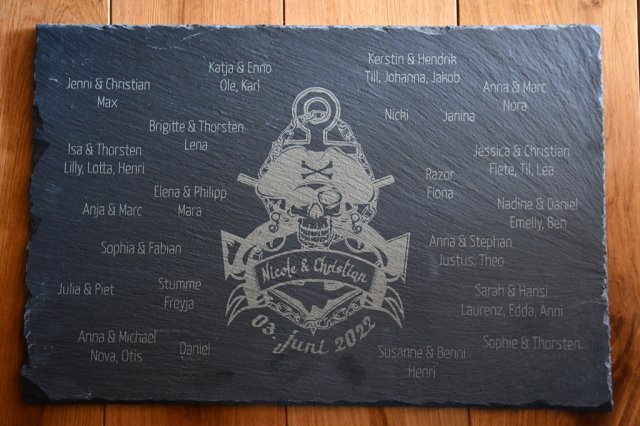 Katja & Enno
Ole, Karl
Kerstin & Hendrik
Till, Johanna, Jakob
Jenni & Christian
Max
Anna & Marc
Nora
Nicki
Janina
Brigitte & Thorsten
Lena
Isa & Thorsten
Lilly, Lotta, Henri
Jessica & Christian
Fiete, Til, Lea
Razor
Fiona
Elena & Philipp
Mara
Anja & Marc
Nadine & Daniel
Emelly, Ben
Sophia & Fabian
Anna & Stephan
Justus, Theo
Nicole & Christian
03. Juni 2022
Julia & Piet
Stumme
Freyja
Sarah & Hansi
Laurenz, Edda, Anni
Anna & Michael
Nova, Otis
Daniel
Susanne & Benni
Henri
Sophie & Thorsten